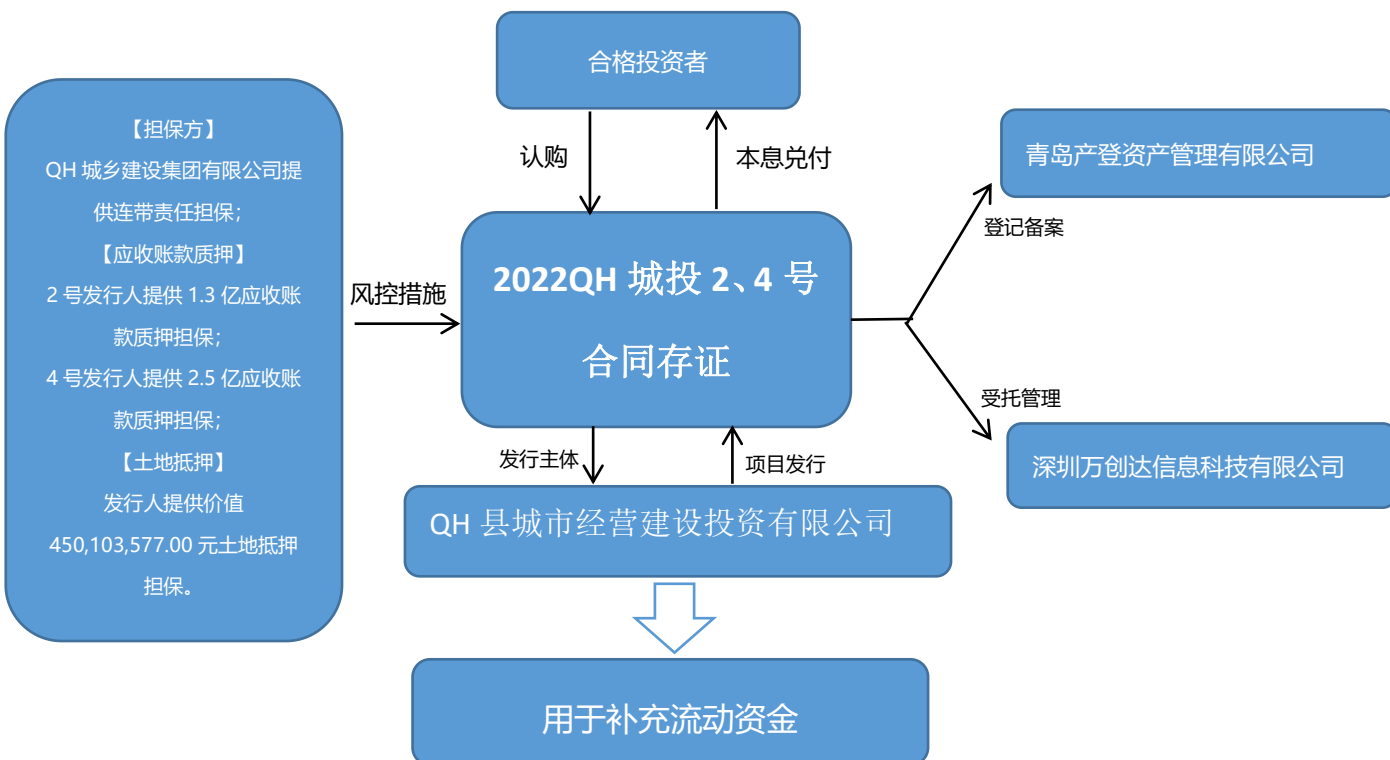 合格投资者
认购
本息兑付
【担保方】
QH 城乡建设集团有限公司提
供连带责任担保；
【应收账款质押】
2 号发行人提供 1.3 亿应收账
款质押担保；
4 号发行人提供 2.5 亿应收账
款质押担保；
【土地抵押】
发行人提供价值
450,103,577.00 元土地抵押
担保。
风控措施
2022QH 城投 2、4 号
合同存证
青岛产登资产管理有限公司
登记备案
受托管理
深圳万创达信息科技有限公司
发行主体
项目发行
QH 县城市经营建设投资有限公司
用于补充流动资金